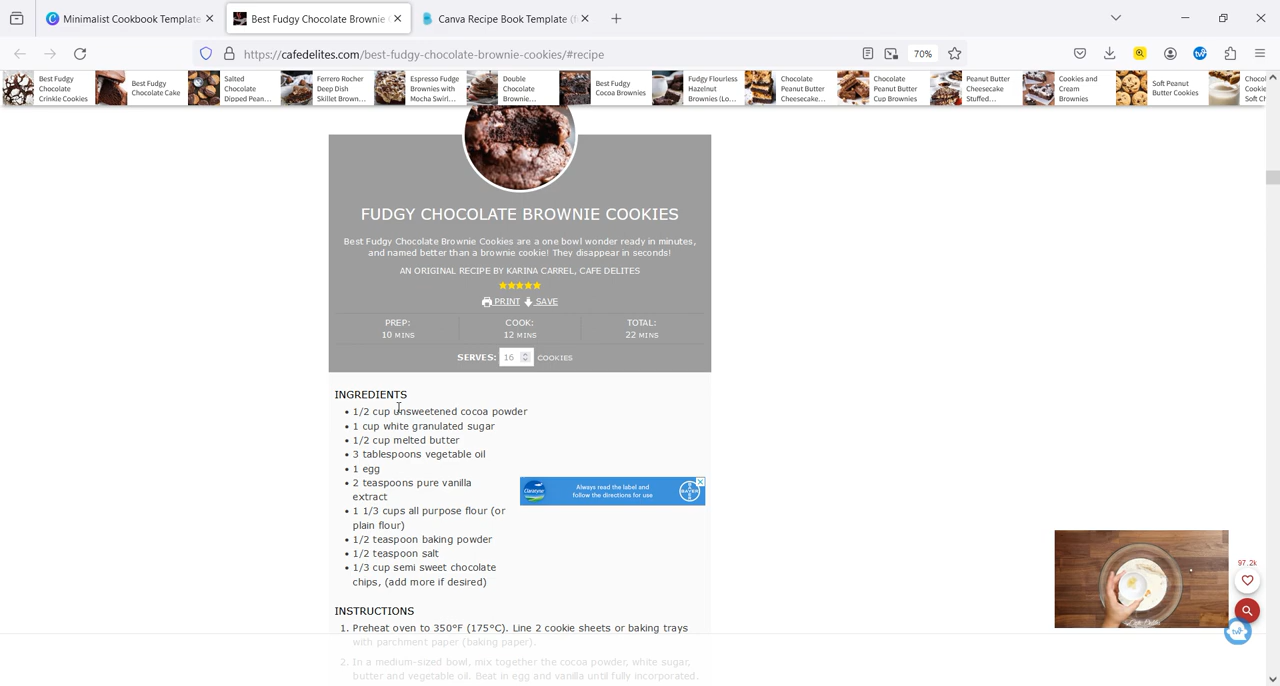 Minimalist Cookbook Template
Best Fudgy Chocolate Brownie
Canva Recipe Book Template (
https://cafedelites.com/best-fudgy-chocolate-brownie-cookies/#recipe
70%
Best Fudgy
Chocolate
Crinkle Cookies
Best Fudgy
Chocolate Cake
Salted
Chocolate
Dipped Pean...
Ferrero Rocher
Deep Dish
Skillet Brown...
Espresso Fudge
Brownies with
Mocha Swirl...
Double
Chocolate
Brownie...
Best Fudgy
Cocoa Brownies
Fudgy Flourless
Hazelnut
Brownies (Lo...
Chocolate
Peanut Butter
Cheesecake...
Chocolate
Peanut Butter
Cup Brownies
Peanut Butter
Cheesecake
Stuffed...
Cookies and
Cream
Brownies
Soft Peanut
Butter Cookies
Choco
Cookie
Soft Ch
FUDGY CHOCOLATE BROWNIE COOKIES
Best Fudgy Chocolate Brownie Cookies are a one bowl wonder ready in minutes,
and named better than a brownie cookie! They disappear in seconds!
AN ORIGINAL RECIPE BY KARINA CARREL, CAFE DELITES
PRINT SAVE
PREP: COOK: TOTAL:
10 MINS 12 MINS 22 MINS
SERVES: 16 COOKIES
INGREDIENTS
• 1/2 cup unsweetened cocoa powder
• 1 cup white granulated sugar
• 1/2 cup melted butter
• 3 tablespoons vegetable oil
• 1 egg
• 2 teaspoons pure vanilla
extract
• 1 1/3 cups all purpose flour (or
plain flour)
• 1/2 teaspoon baking powder
• 1/2 teaspoon salt
• 1/3 cup semi sweet chocolate
chips, (add more if desired)
Claratyne
Always read the label and
follow the directions for use
BAYER
INSTRUCTIONS
1. Preheat oven to 350°F (175°C). Line 2 cookie sheets or baking trays
with parchment paper (baking paper).
2. In a medium-sized bowl, mix together the cocoa powder, white sugar,
butter and vegetable oil. Beat in egg and vanilla until fully incorporated.
97.2k
Cafe Delites
tw